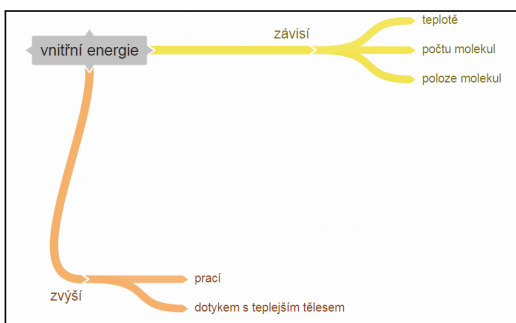 vnitřní energie
závisí
teplotě
počtu molekul
poloze molekul
zvýší
prací
dotykem s teplejším tělesem